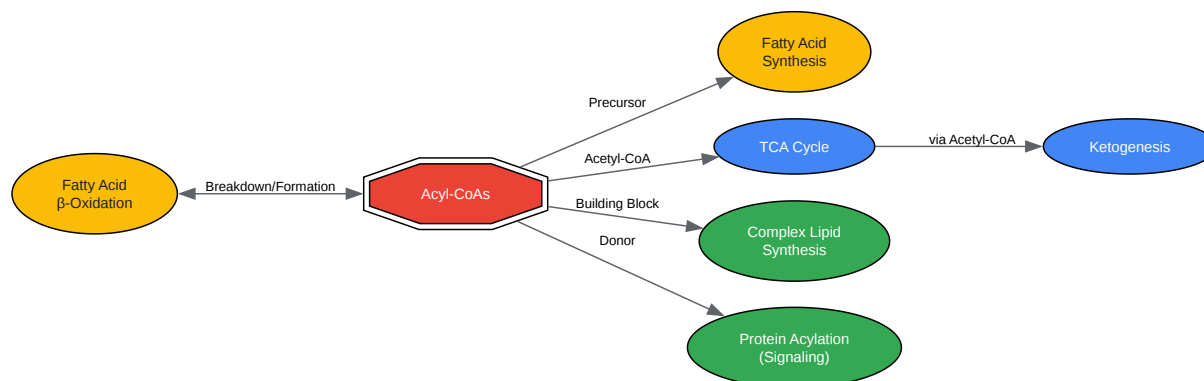 Fatty Acid
β-Oxidation
Breakdown/Formation
Acyl-CoAs
Precursor
Fatty Acid
Synthesis
Acetyl-CoA
TCA Cycle
via Acetyl-CoA
Ketogenesis
Building Block
Complex Lipid
Synthesis
Donor
Protein Acylation
(Signaling)